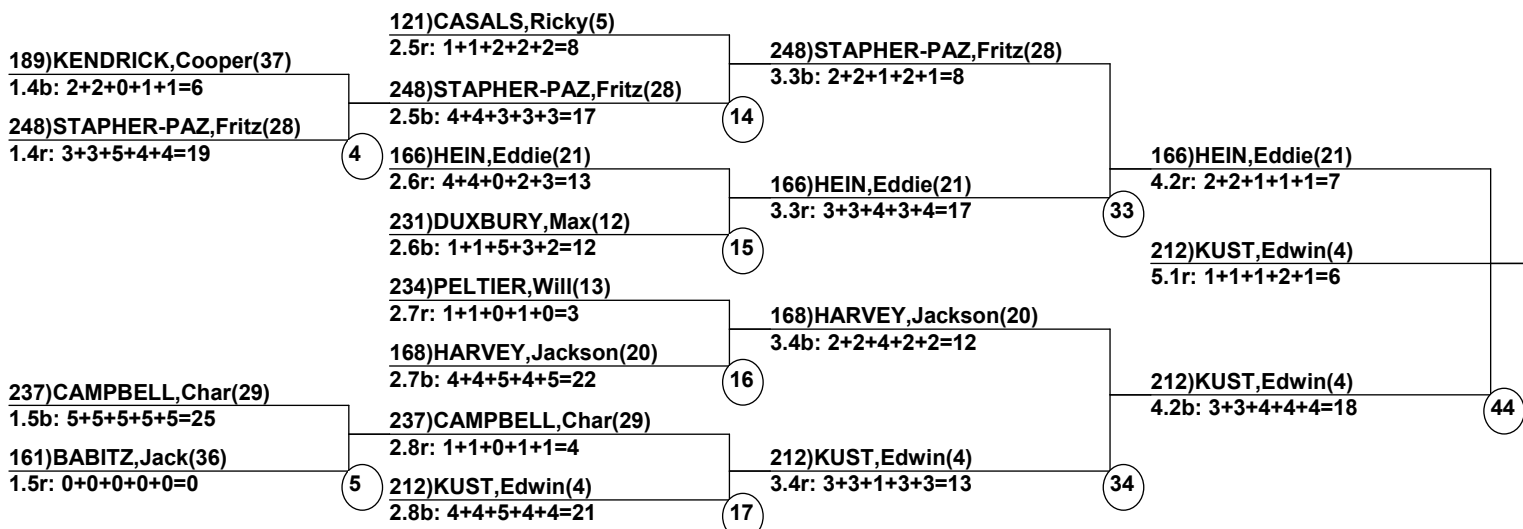 189)KENDRICK,Cooper(37)
1.4b: 2+2+0+1+1=6
248)STAPHER-PAZ,Fritz(28)
1.4r: 3+3+5+4+4=19
4
237)CAMPBELL,Char(29)
1.5b: 5+5+5+5+5=25
161)BABITZ,Jack(36)
1.5r: 0+0+0+0+0=0
5
121)CASALS,Ricky(5)
2.5r: 1+1+2+2+2=8
248)STAPHER-PAZ,Fritz(28)
2.5b: 4+4+3+3+3=17
14
166)HEIN,Eddie(21)
2.6r: 4+4+0+2+3=13
231)DUXBURY,Max(12)
2.6b: 1+1+5+3+2=12
15
234)PELTIER,Will(13)
2.7r: 1+1+0+1+0=3
168)HARVEY,Jackson(20)
2.7b: 4+4+5+4+5=22
16
237)CAMPBELL,Char(29)
2.8r: 1+1+0+1+1=4
212)KUST,Edwin(4)
2.8b: 4+4+5+4+4=21
17
248)STAPHER-PAZ,Fritz(28)
3.3b: 2+2+1+2+1=8
166)HEIN,Eddie(21)
3.3r: 3+3+4+3+4=17
33
168)HARVEY,Jackson(20)
3.4b: 2+2+4+2+2=12
212)KUST,Edwin(4)
3.4r: 3+3+1+3+3=13
34
166)HEIN,Eddie(21)
4.2r: 2+2+1+1+1=7
212)KUST,Edwin(4)
5.1r: 1+1+1+2+1=6
212)KUST,Edwin(4)
4.2b: 3+3+4+4+4=18
44